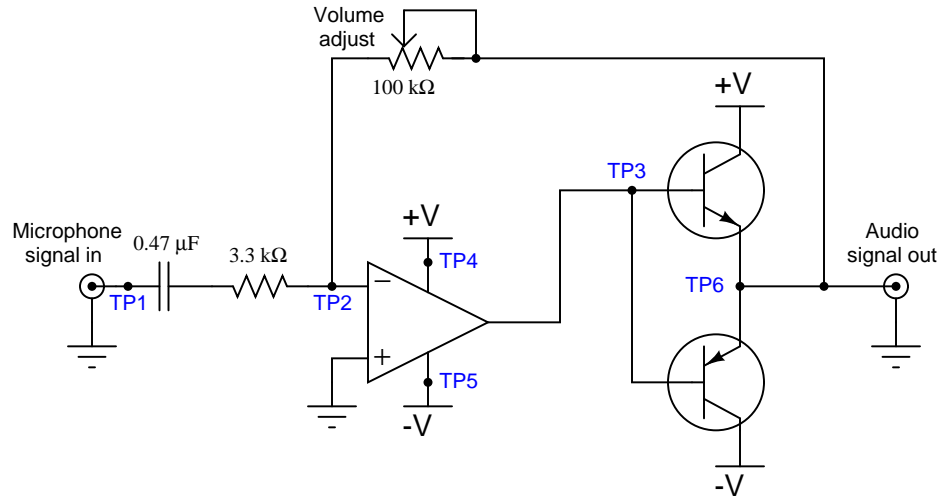 Volume
adjust
100 kΩ
+V
TP3
+V
Microphone
signal in
0.47 μF
3.3 kΩ
TP4
Audio
signal out
TP1
TP2
−
TP6
+
TP5
-V
-V